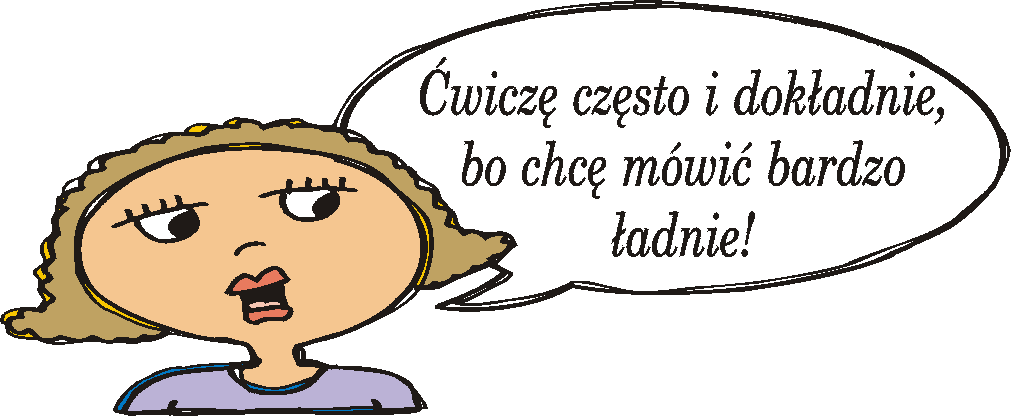 Ćwiczę często i dokładnie,
bo chcę mówić bardzo
ładnie!